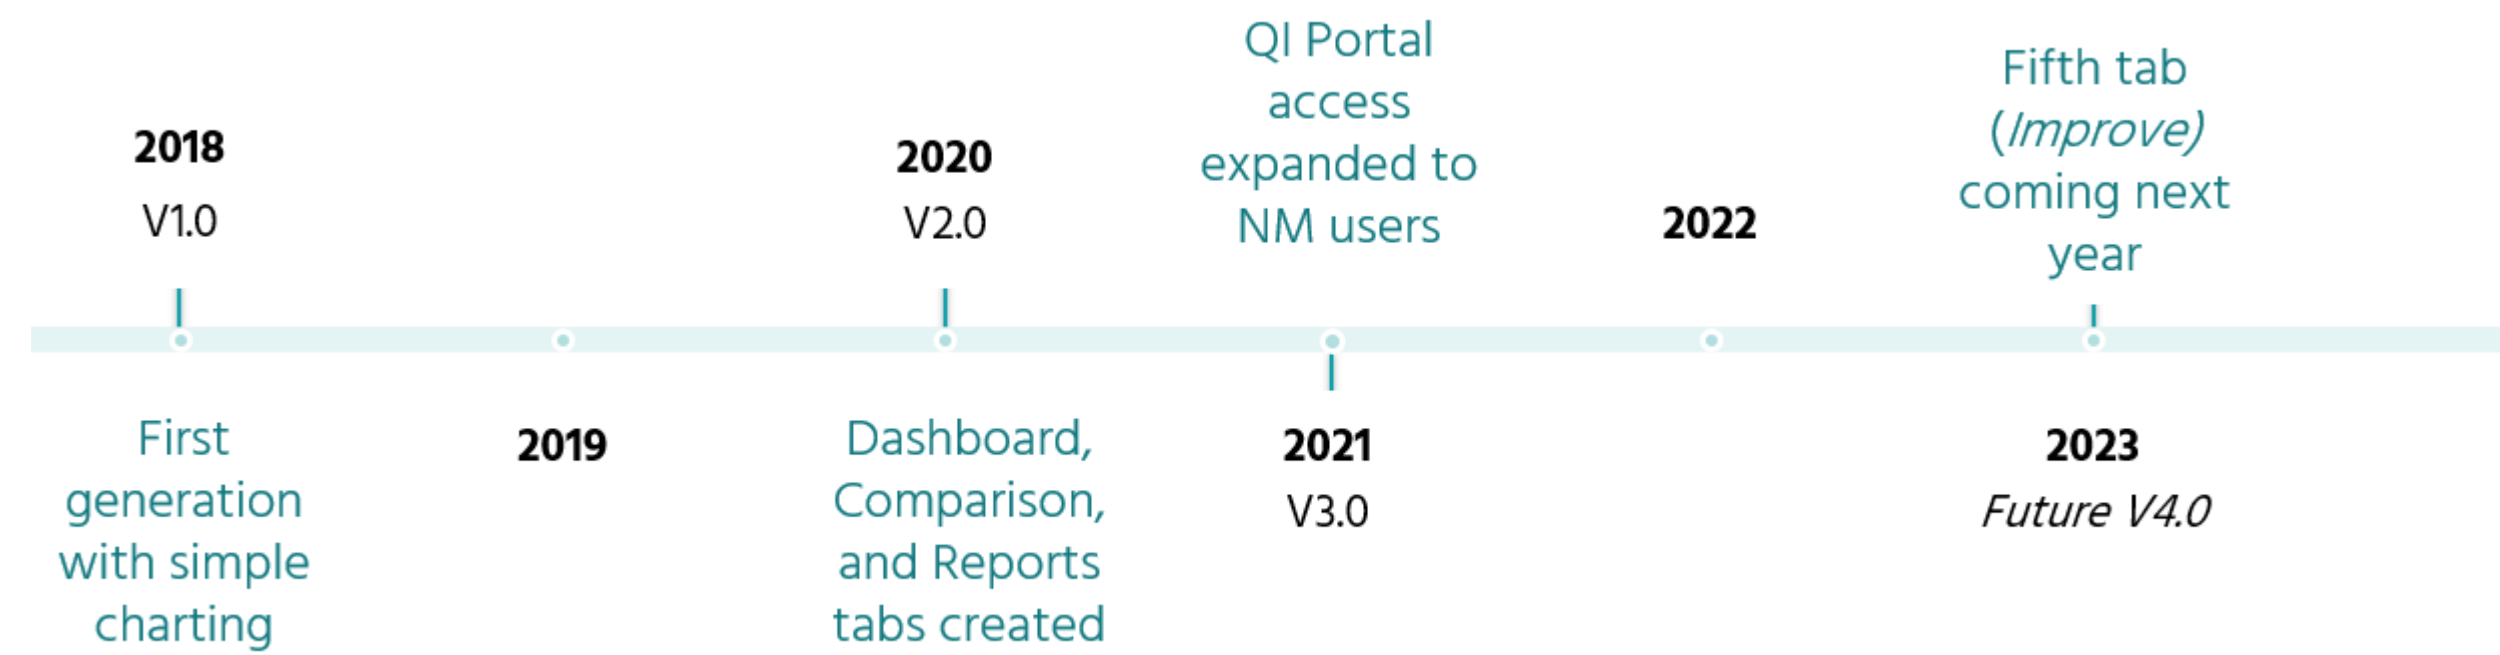 2018
V1.0
First
generation
with simple
charting
2019
2020
V2.0
Dashboard,
Comparison,
and Reports
tabs created
QI Portal
access
expanded to
NM users
2021
V3.0
2022
Fifth tab
(Improve)
coming next
year
2023
Future V4.0